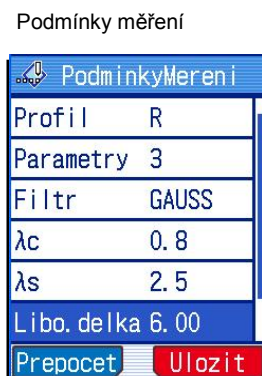 Podmínky měření
PodminkyMereni
Profil R
Parametry 3
Filtr GAUSS
λc 0.8
λs 2.5
Libo.delka 6.00
Prepocet Ulozit